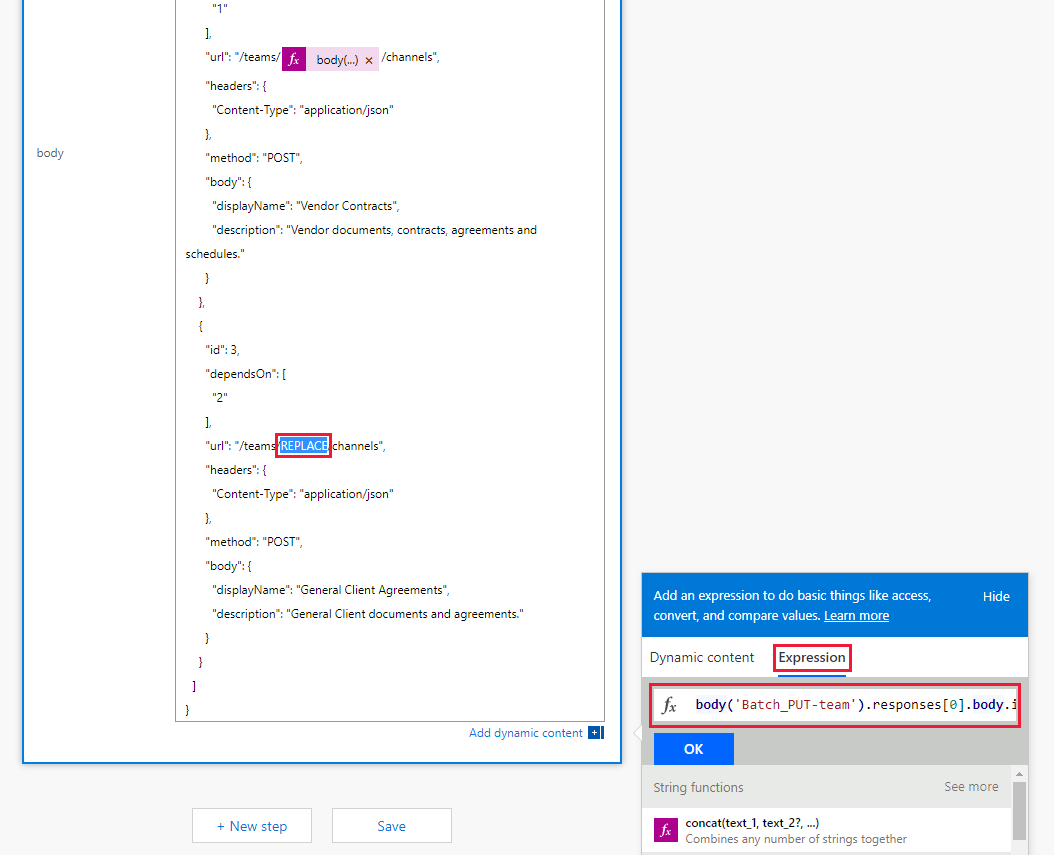 "1"
],
"url": "/teams/ fx body(...) × /channels",
"headers": {
"Content-Type": "application/json"
},
body
"method": "POST",
"body": {
"displayName": "Vendor Contracts",
"description": "Vendor documents, contracts, agreements and
schedules."
}
},
{
"id": 3,
"dependsOn": [
"2"
],
"url": "/teams/REPLACE/channels",
"headers": {
"Content-Type": "application/json"
},
"method": "POST",
"body": {
"displayName": "General Client Agreements",
"description": "General Client documents and agreements."
}
}
]
}
Add dynamic content +
+ New step
Save
Add an expression to do basic things like access,
convert, and compare values. Learn more
Hide
Dynamic content
Expression
fx body('Batch_PUT-team').responses[0].body.i
OK
String functions
See more
fx concat(text_1, text_2?, ...)
Combines any number of strings together